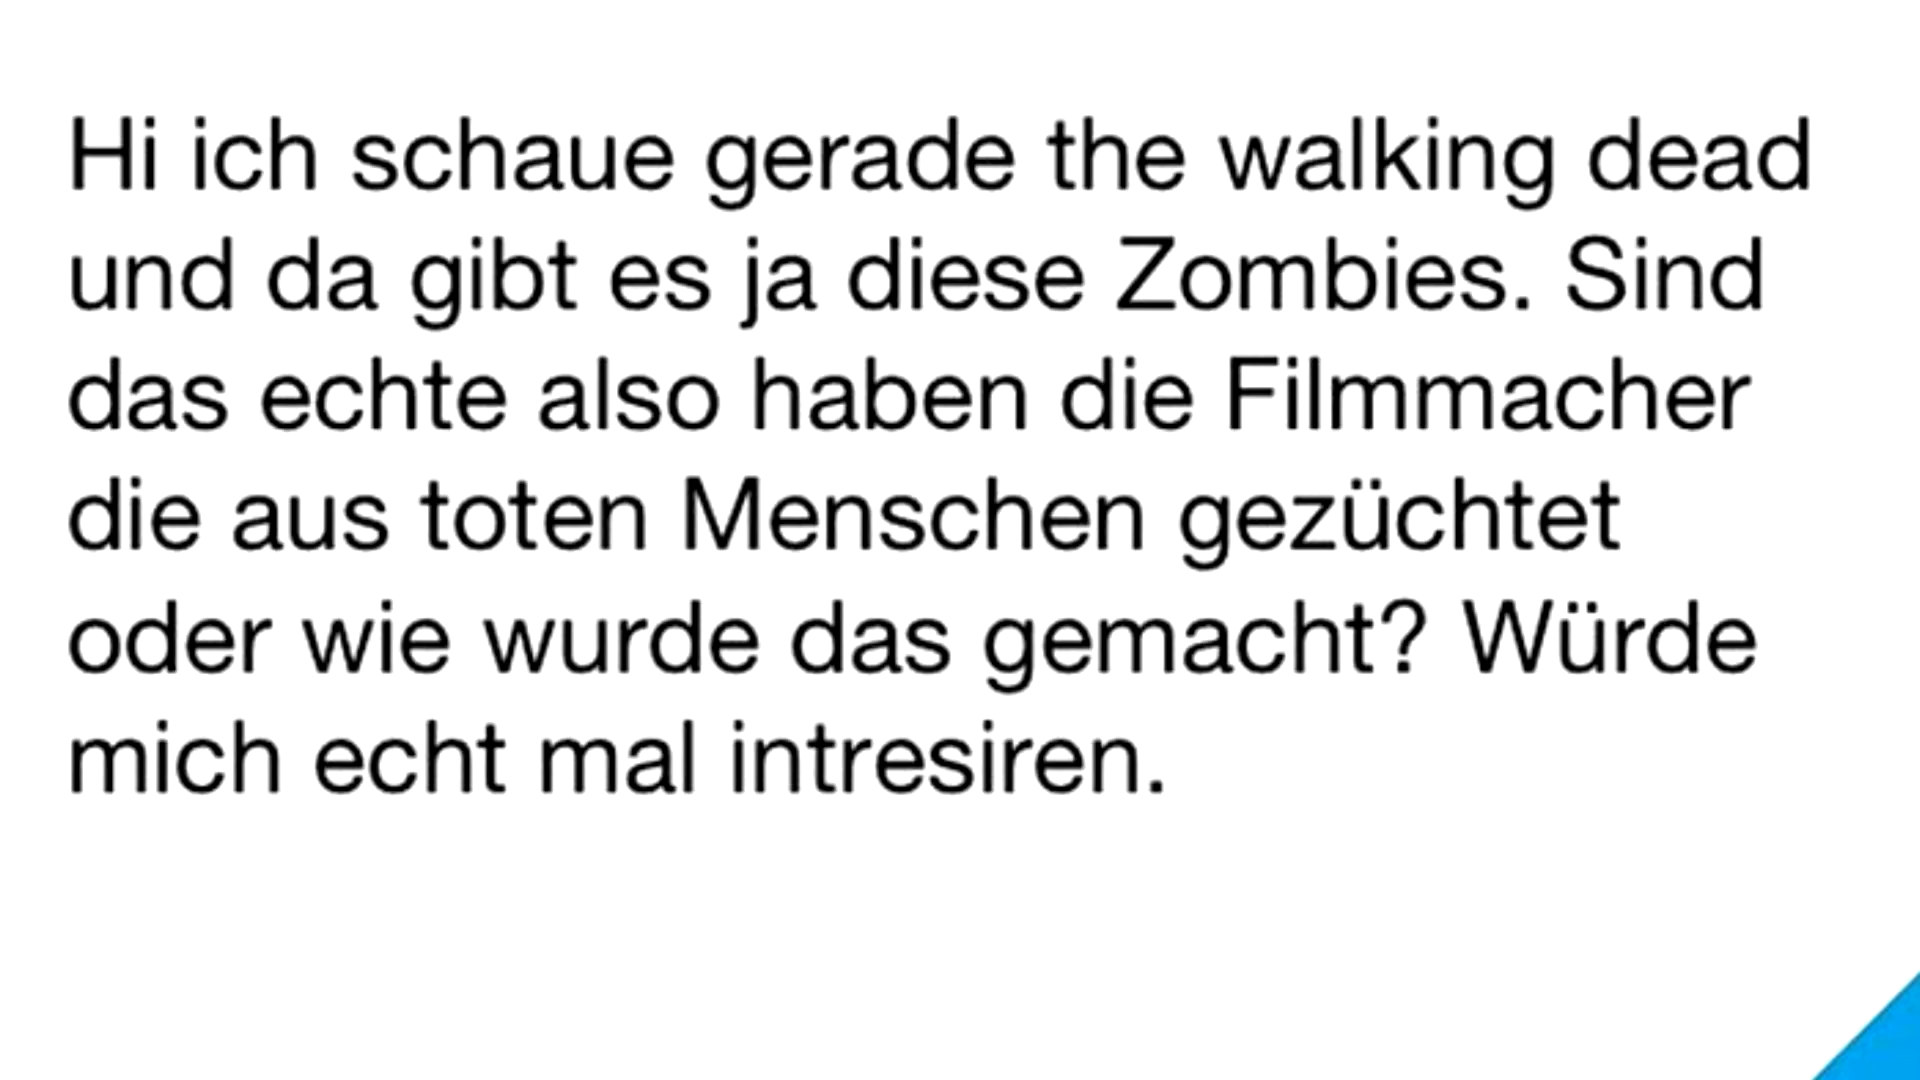 Hi ich schaue gerade the walking dead
und da gibt es ja diese Zombies. Sind
das echte also haben die Filmmacher
die aus toten Menschen gezüchtet
oder wie wurde das gemacht? Würde
mich echt mal intresiren.